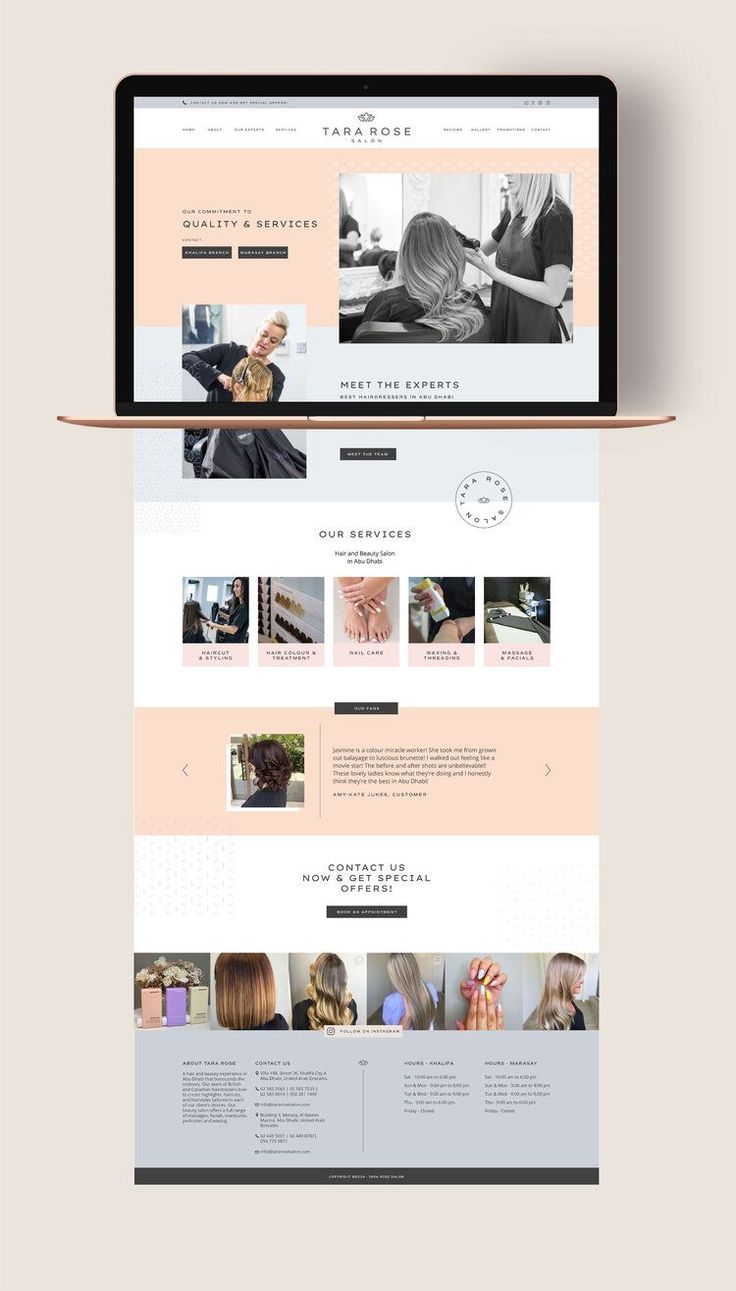 CONTACT US NOW AND GET SPECIAL OFFERS!
HOME ABOUT OUR EXPERTS SERVICES
TARA ROSE
SALON
REVIEWS GALLERY PROMOTIONS CONTACT
OUR COMMITMENT TO
QUALITY & SERVICES
CONTACT
KHALIFA BRANCH MARASAY BRANCH
MEET THE EXPERTS
BEST HAIRDRESSERS IN ABU DHABI
MEET THE TEAM
TARA ROSE SALON
OUR SERVICES
Hair and Beauty Salon
in Abu Dhabi
HAIRCUT
& STYLING
HAIR COLOUR &
TREATMENT
NAIL CARE
WAXING &
THREADING
MASSAGE
& FACIALS
OUR FANS
Jasmine is a colour miracle worker! She took me from grown
out balayage to luscious brunette! I walked out feeling like a
movie star! The before and after shots are unbelievable!!
These lovely ladies know what they're doing and I honestly
think they're the best in Abu Dhabi!
AMY-KATE JUKES, CUSTOMER
CONTACT US
NOW & GET SPECIAL
OFFERS!
BOOK AN APPOINTMENT
FOLLOW ON INSTAGRAM
ABOUT TARA ROSE
A hair and beauty experience in
Abu Dhabi that transcends the
ordinary. Our team of British
and Canadian hairdressers love
to create highlights, haircuts,
and hairstyles tailored to each
of our client's desires. Our
beauty salon offers a full range
of massages, facials, manicures,
pedicures and waxing.
CONTACT US
Villa 198, Street 26, Khalifa City A
Abu Dhabi, United Arab Emirates
02 583 2065 | 02 583 7533 |
02 583 8014 | 050 281 1494
info@tararosesalon.com
Building 4, Marasy, Al Bateen
Marina, Abu Dhabi, United Arab
Emirates
02 449 5001 | 02 449 8787|
054 770 8871
info@tararosesalon.com
HOURS - KHALIFA
Sat - 10:00 am to 6:00 pm
Sun & Mon - 9:00 am to 8:00 pm
Tue & Wed - 9:00 am to 9:00 pm
Thu - 9:00 am to 6:00 pm
Friday - Closed
HOURS - MARASAY
Sat - 10:00 am to 6:00 pm
Sun & Mon - 9:00 am to 8:00 pm
Tue & Wed - 9:00 am to 9:00 pm
Thu - 9:00 am to 6:00 pm
Friday - Closed
COPYRIGHT ©2019 - TARA ROSE SALON